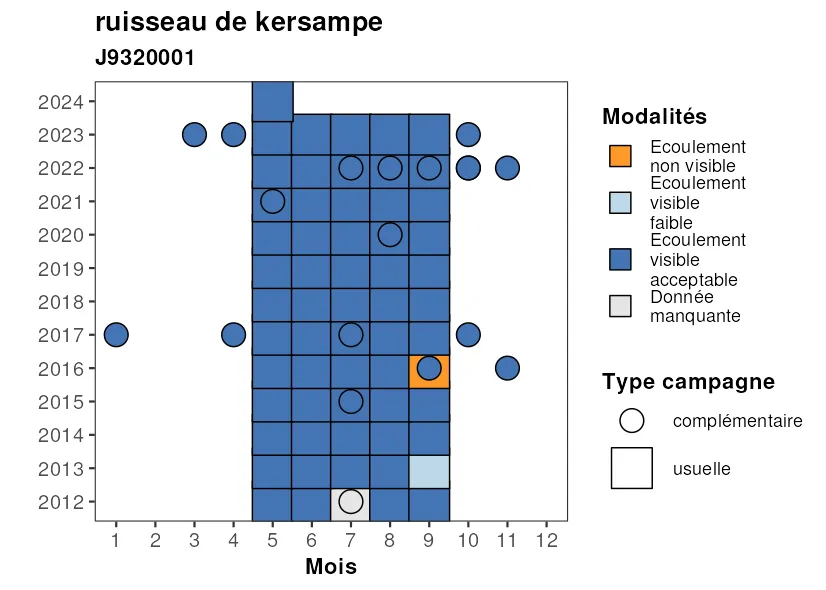 ruisseau de kersampe
J9320001
2024
2023
2022
2021
2020
2019
2018
2017
2016
2015
2014
2013
2012
1 2 3 4 5 6 7 8 9 10 11 12
Mois
Modalités
Ecoulement
non visible
Ecoulement
visible
faible
Ecoulement
visible
acceptable
Donnée
manquante
Type campagne
complémentaire
usuelle